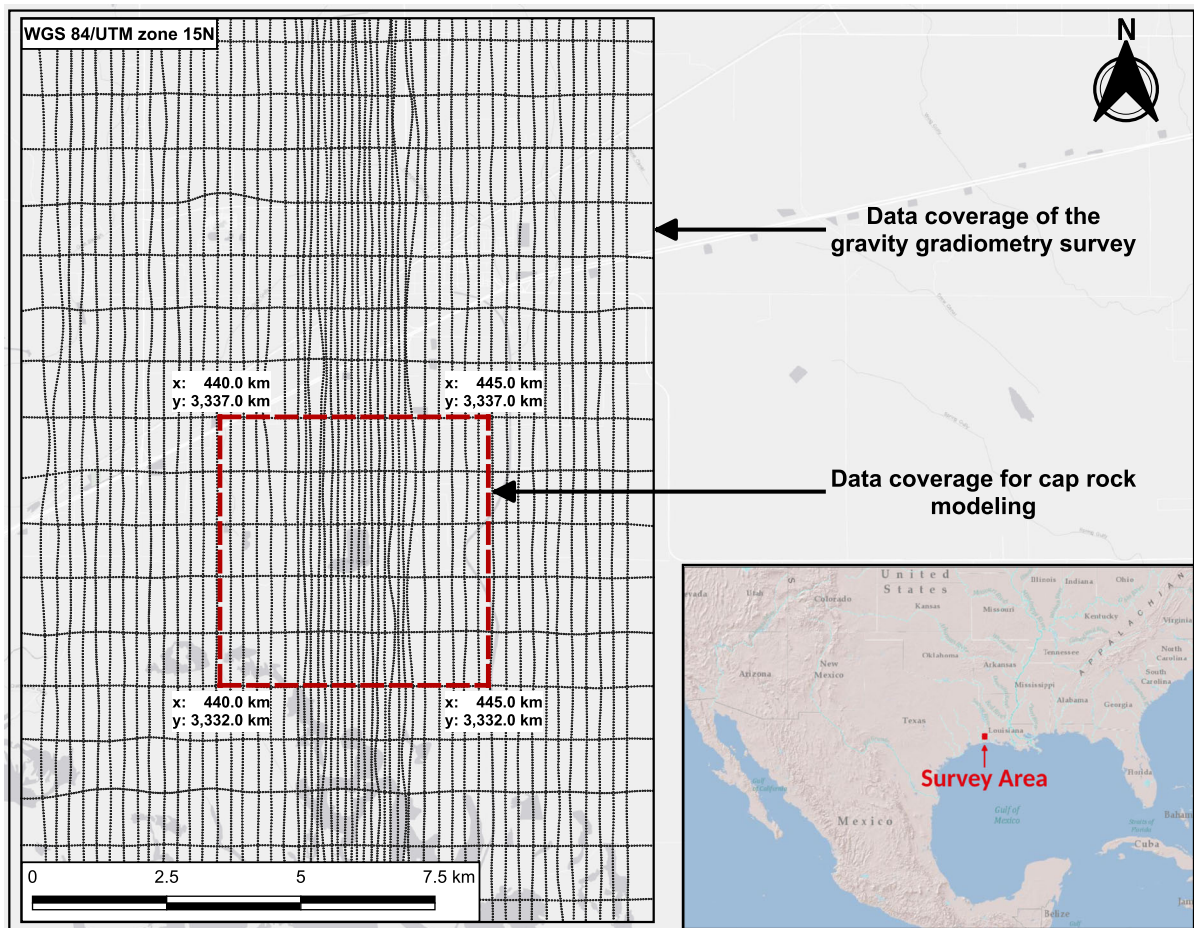 WGS 84/UTM zone 15N
N
Data coverage of the
gravity gradiometry survey
x: 440.0 km
y: 3,337.0 km
x: 445.0 km
y: 3,337.0 km
Data coverage for cap rock
modeling
x: 440.0 km
y: 3,332.0 km
x: 445.0 km
y: 3,332.0 km
0 2.5 5 7.5 km
United
States
Illinois
Indiana
Ohio
Utah
Colorado
Kansas
Missouri
Kentucky
Virginia
Oklahoma
Arkansas
Tennessee
North
Carolina
APPALACHIAN
Arizona
New
Mexico
Mississippi
Alabama
Georgia
South
Carolina
Texas
Louisiana
Survey Area
Florida
Gulf of
Mexico
Mexico
Cuba
Belize